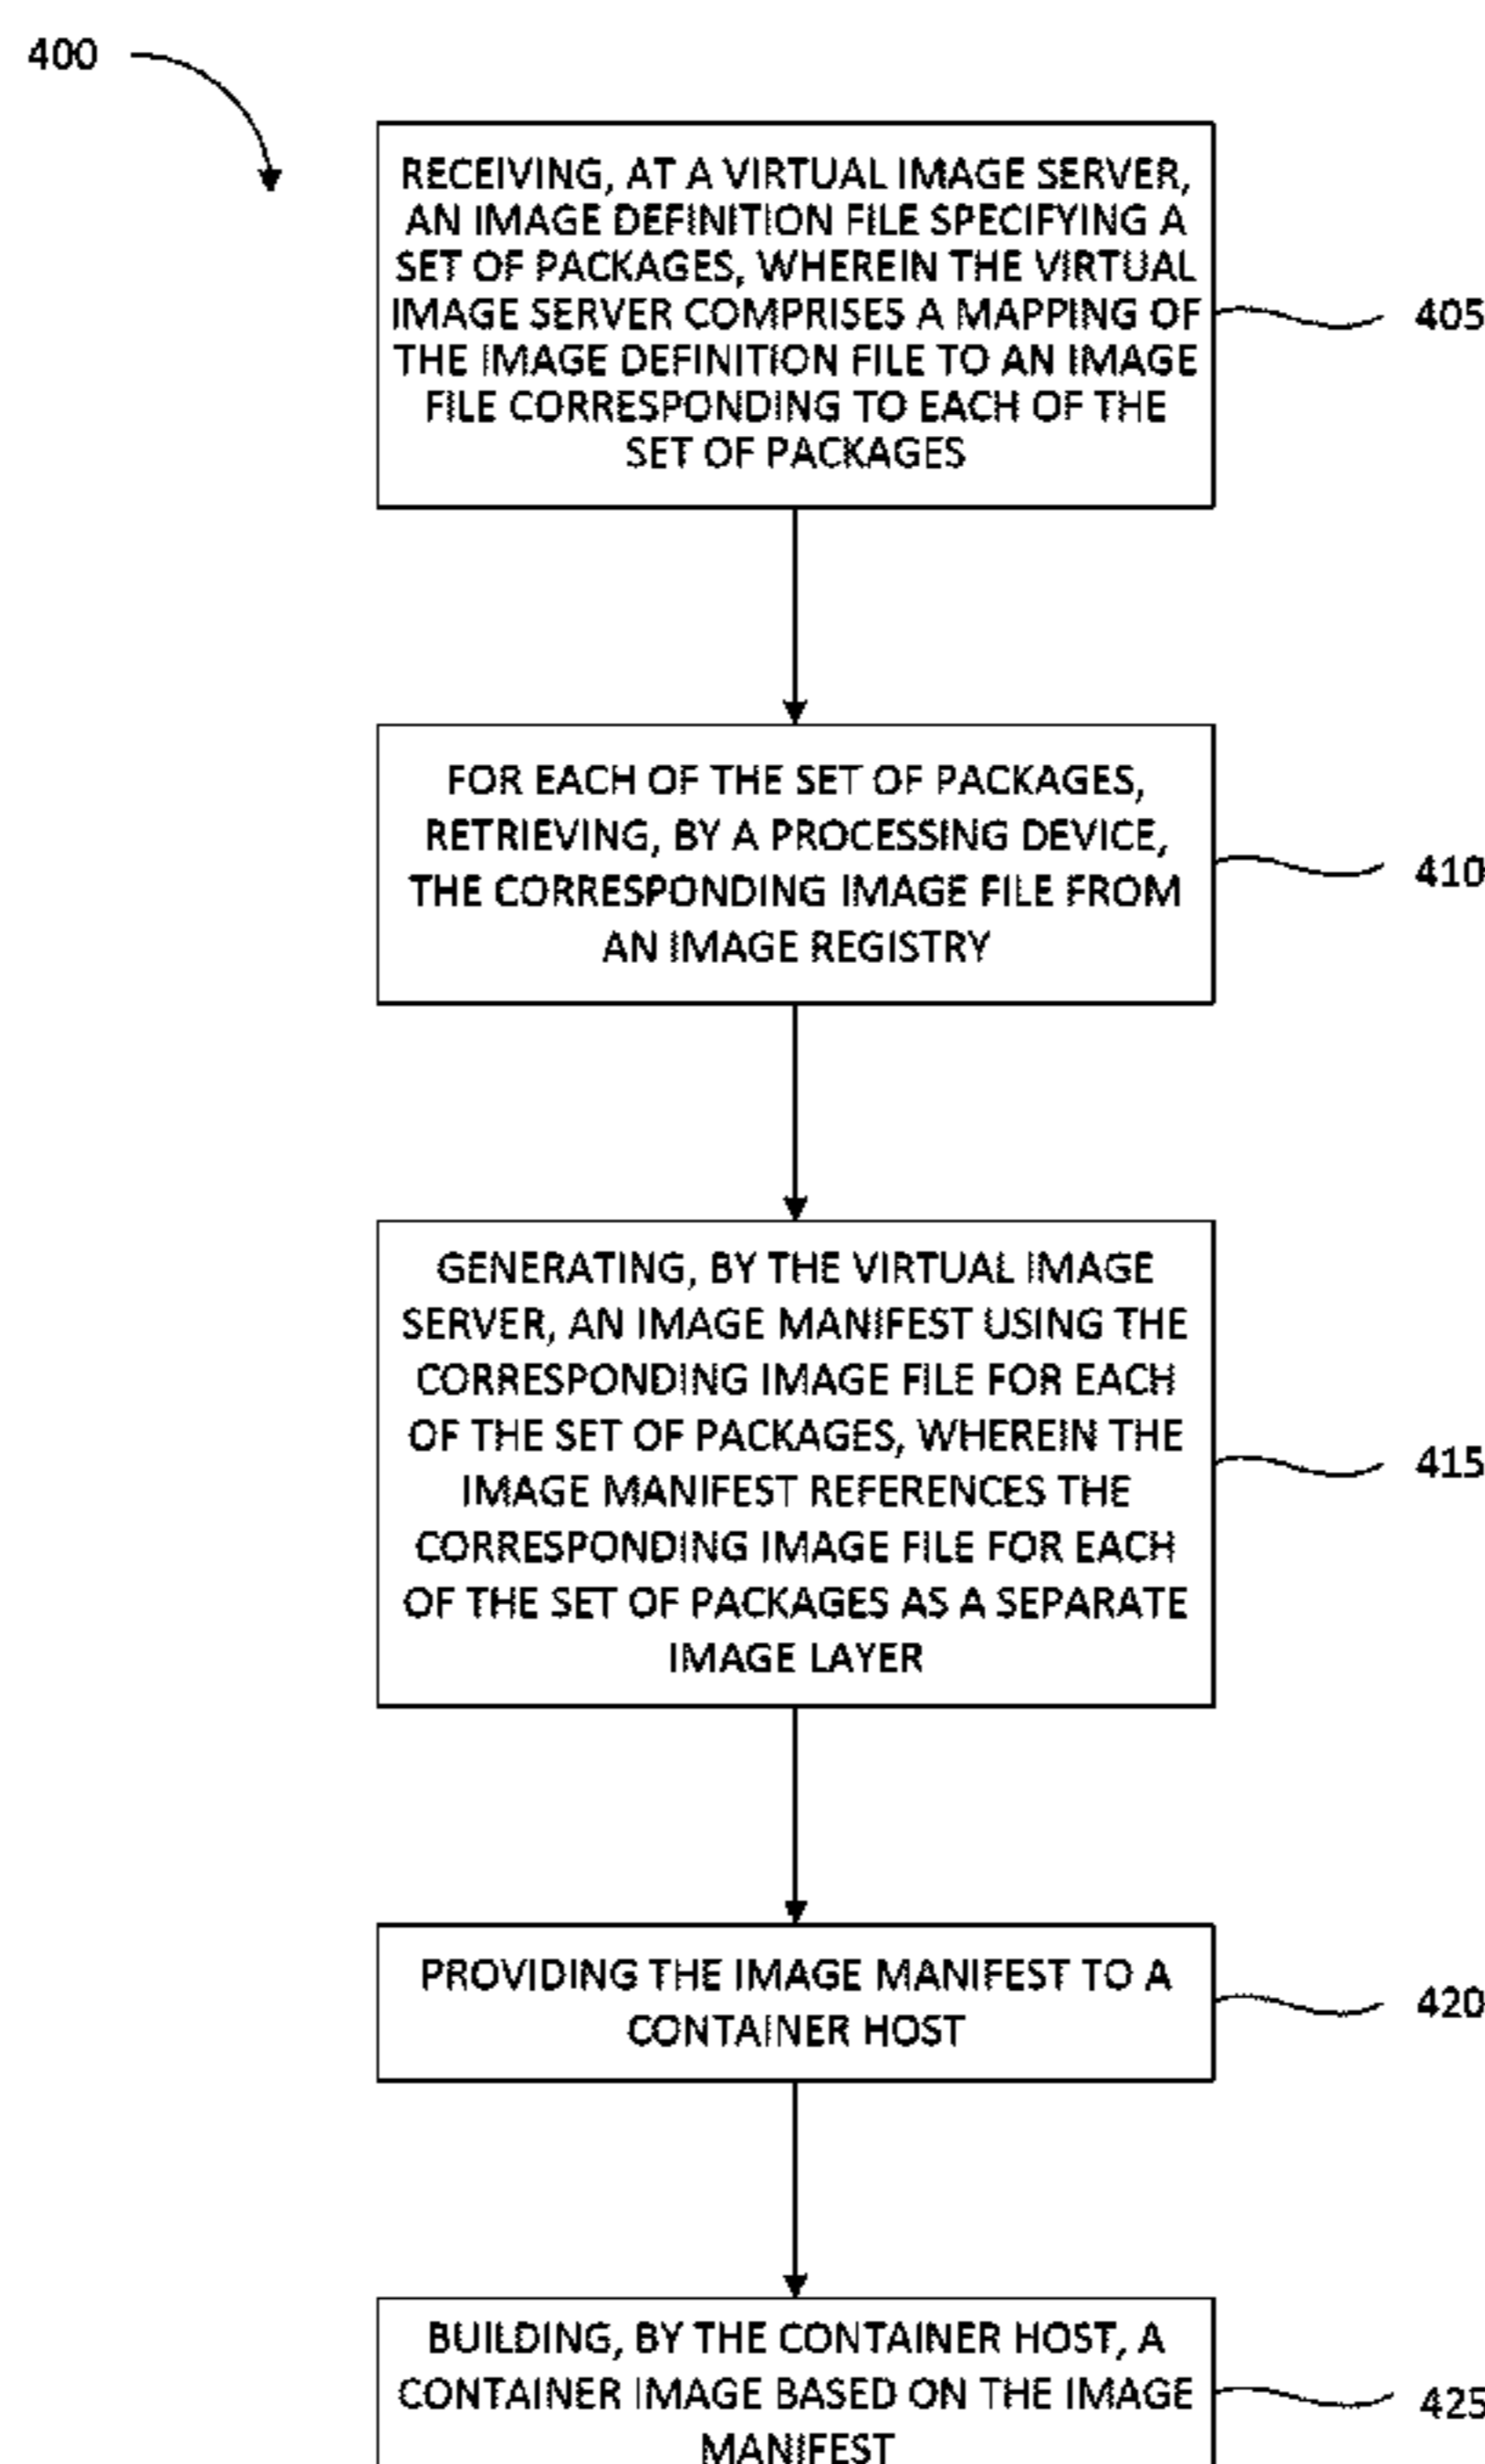 400
RECEIVING, AT A VIRTUAL IMAGE SERVER,
AN IMAGE DEFINITION FILE SPECIFYING A
SET OF PACKAGES, WHEREIN THE VIRTUAL
IMAGE SERVER COMPRISES A MAPPING OF
THE IMAGE DEFINITION FILE TO AN IMAGE
FILE CORRESPONDING TO EACH OF THE
SET OF PACKAGES
405
FOR EACH OF THE SET OF PACKAGES,
RETRIEVING, BY A PROCESSING DEVICE,
THE CORRESPONDING IMAGE FILE FROM
AN IMAGE REGISTRY
410
GENERATING, BY THE VIRTUAL IMAGE
SERVER, AN IMAGE MANIFEST USING THE
CORRESPONDING IMAGE FILE FOR EACH
OF THE SET OF PACKAGES, WHEREIN THE
IMAGE MANIFEST REFERENCES THE
CORRESPONDING IMAGE FILE FOR EACH
OF THE SET OF PACKAGES AS A SEPARATE
IMAGE LAYER
415
PROVIDING THE IMAGE MANIFEST TO A
CONTAINER HOST
420
BUILDING, BY THE CONTAINER HOST, A
CONTAINER IMAGE BASED ON THE IMAGE
MANIFEST
425